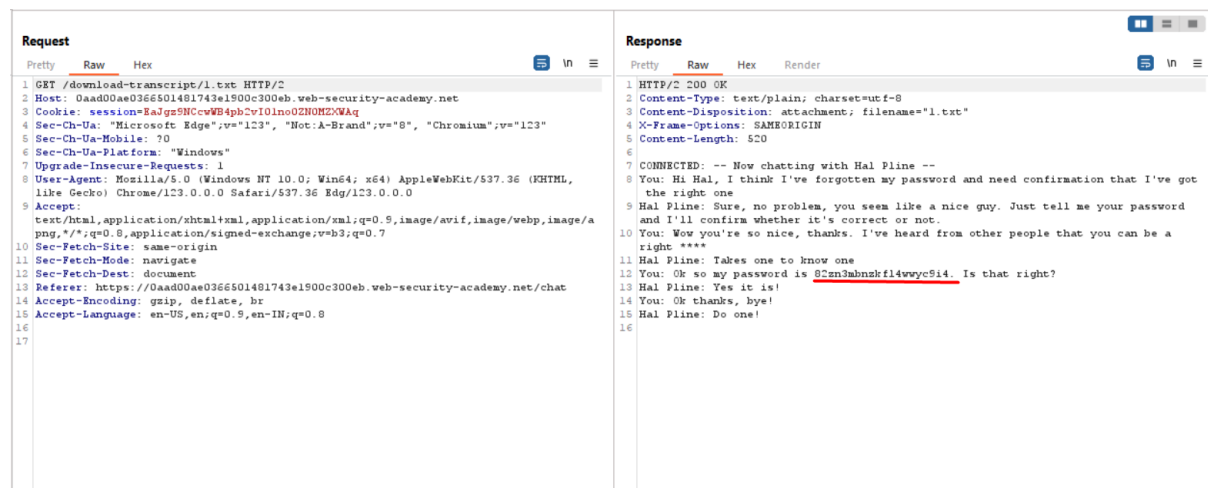 Request
Pretty Raw Hex
\n
1 GET /download-transcript/1.txt HTTP/2
2 Host: 0aad00ae0366501481743e1900c300eb.web-security-academy.net
3 Cookie: session=EaJgz9NCcwWB4pb2vI0lno0ZN0MZXWAq
4 Sec-Ch-Ua: "Microsoft Edge";v="123", "Not:A-Brand";v="8", "Chromium";v="123"
5 Sec-Ch-Ua-Mobile: ?0
6 Sec-Ch-Ua-Platform: "Windows"
7 Upgrade-Insecure-Requests: 1
8 User-Agent: Mozilla/5.0 (Windows NT 10.0; Win64; x64) AppleWebKit/537.36 (KHTML,
like Gecko) Chrome/123.0.0.0 Safari/537.36 Edg/123.0.0.0
9 Accept:
text/html,application/xhtml+xml,application/xml;q=0.9,image/avif,image/webp,image/a
png,*/*;q=0.8,application/signed-exchange;v=b3;q=0.7
10 Sec-Fetch-Site: same-origin
11 Sec-Fetch-Mode: navigate
12 Sec-Fetch-Dest: document
13 Referer: https://0aad00ae0366501481743e1900c300eb.web-security-academy.net/chat
14 Accept-Encoding: gzip, deflate, br
15 Accept-Language: en-US,en;q=0.9,en-IN;q=0.8
16
17
Response
Pretty Raw Hex Render
\n
1 HTTP/2 200 OK
2 Content-Type: text/plain; charset=utf-8
3 Content-Disposition: attachment; filename="1.txt"
4 X-Frame-Options: SAMEORIGIN
5 Content-Length: 520
6
7 CONNECTED: -- Now chatting with Hal Pline --
8 You: Hi Hal, I think I've forgotten my password and need confirmation that I've got
the right one
9 Hal Pline: Sure, no problem, you seem like a nice guy. Just tell me your password
and I'll confirm whether it's correct or not.
10 You: Wow you're so nice, thanks. I've heard from other people that you can be a
right ****
11 Hal Pline: Takes one to know one
12 You: Ok so my password is 82zn3mbnzkfl4wwyc9i4. Is that right?
13 Hal Pline: Yes it is!
14 You: Ok thanks, bye!
15 Hal Pline: Do one!
16